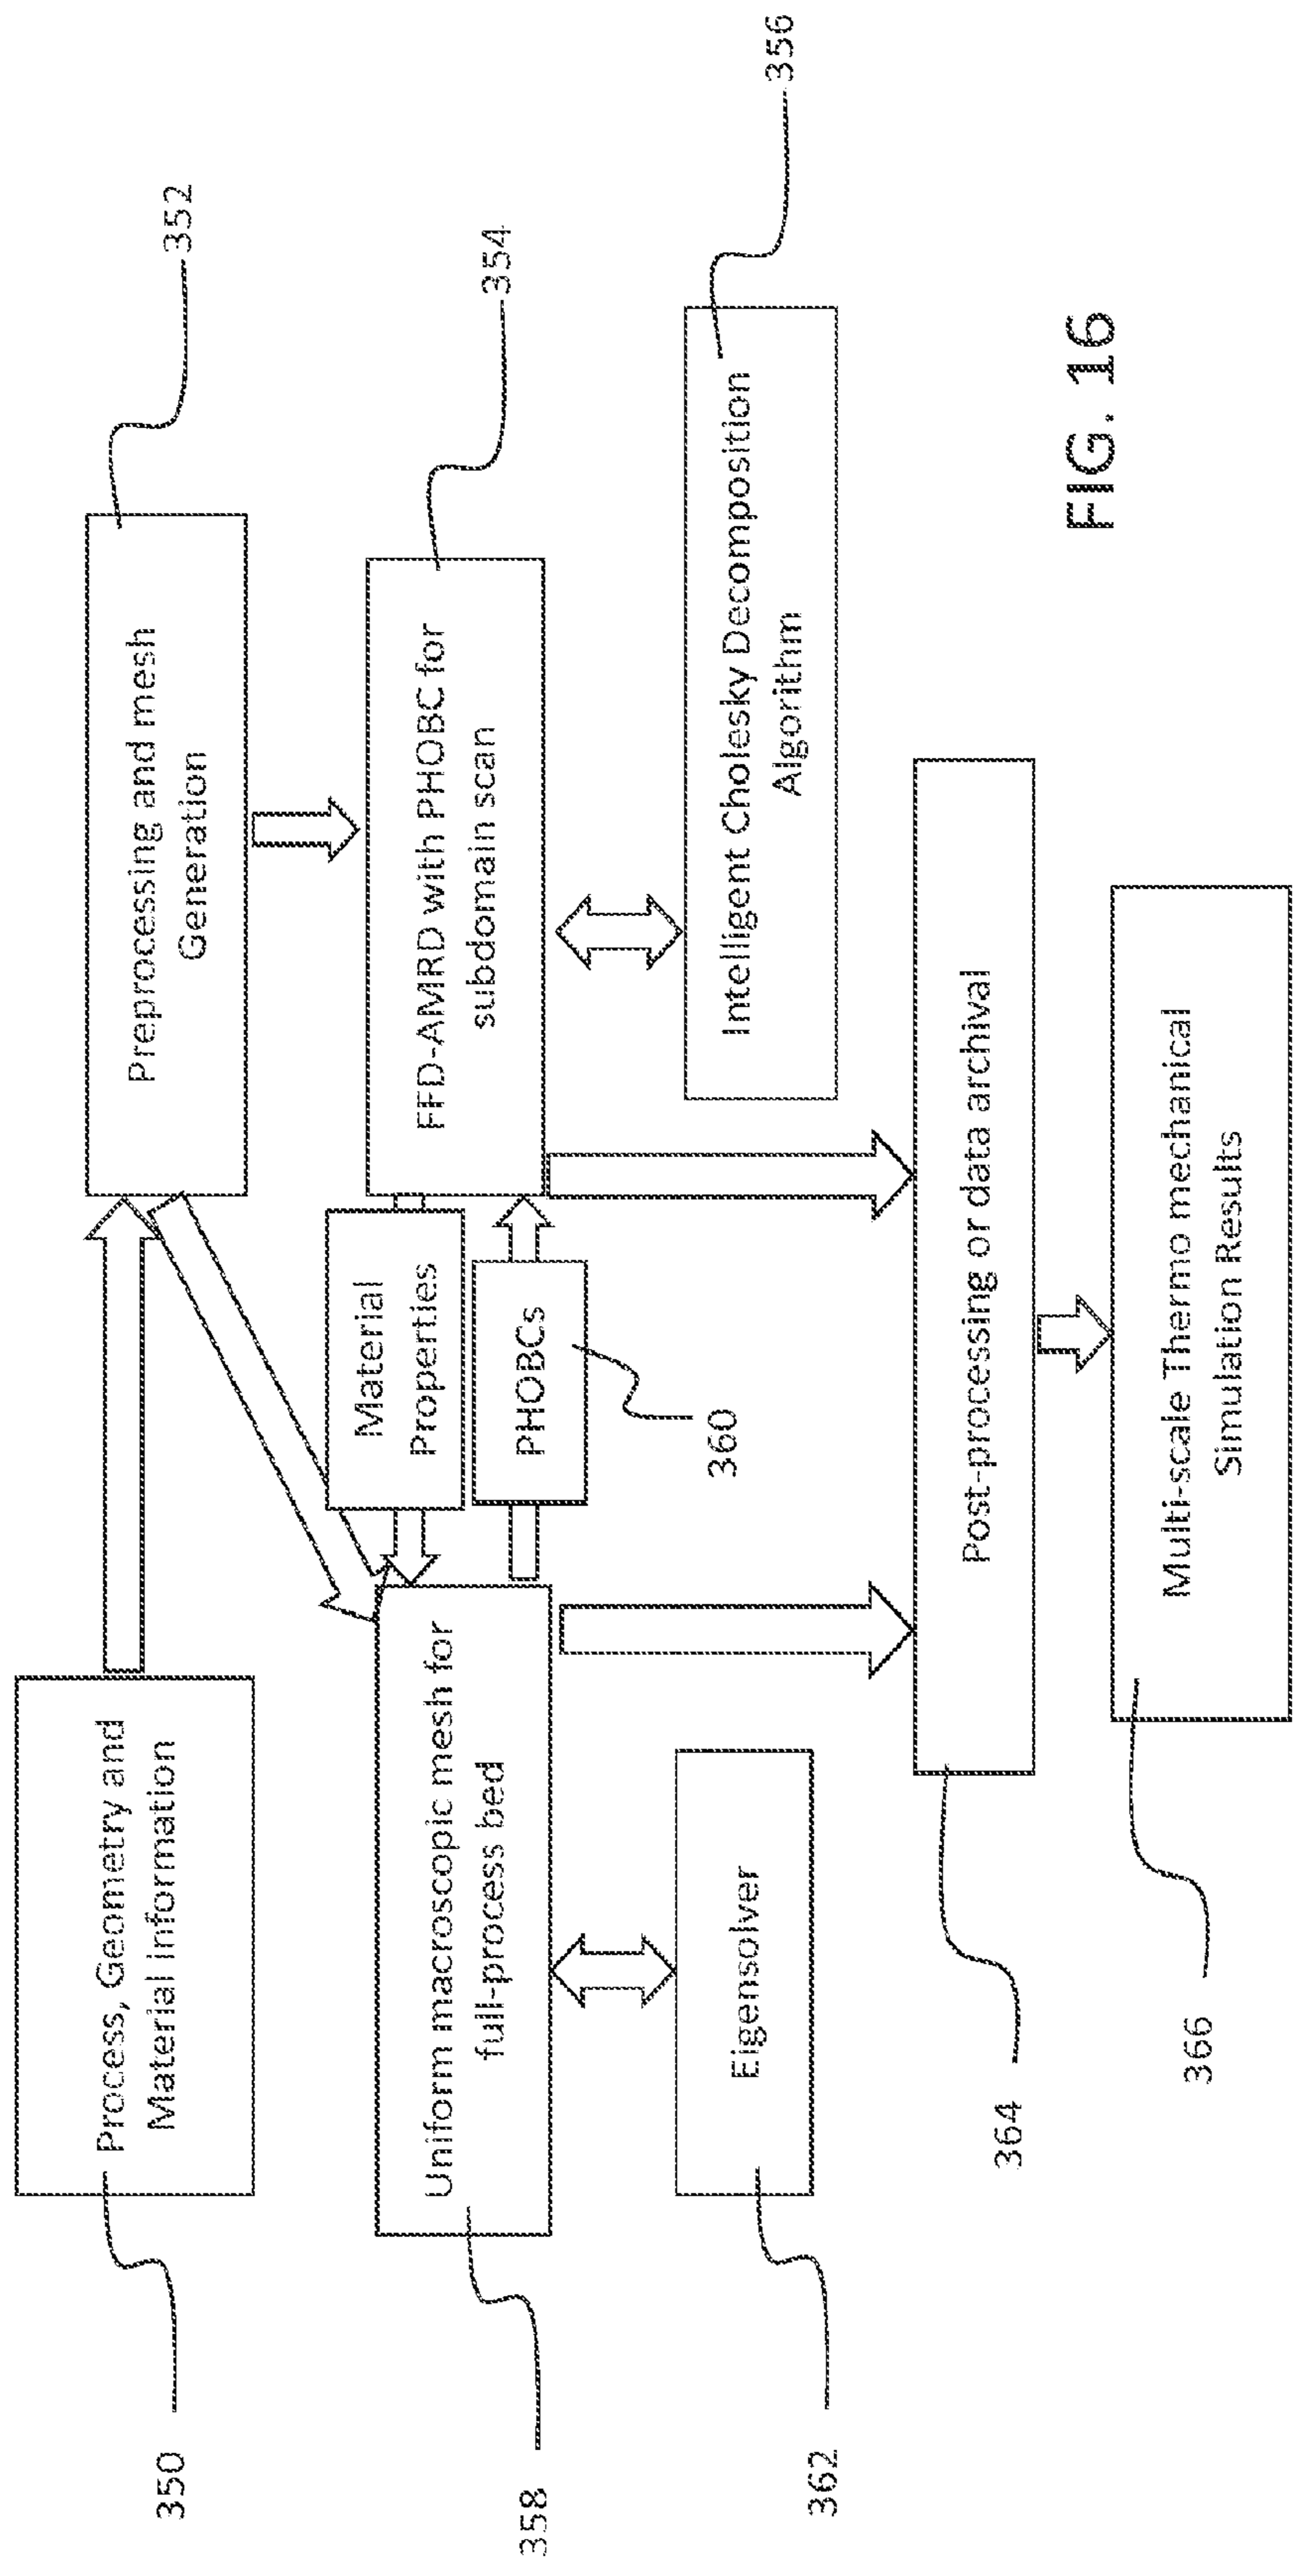 350
Process, Geometry and
Material Information
Preprocessing and mesh
Generation
352
358
Uniform macroscopic mesh for
full-process bed
Material
Properties
PHOBCs
360
FFD-AMRD with PHOBC for
subdomain scan
354
362
Eigensolver
Intelligent Cholesky Decomposition
Algorithm
356
364
Post-processing or data archival
366
Multi-scale Thermo mechanical
Simulation Results
FIG. 16